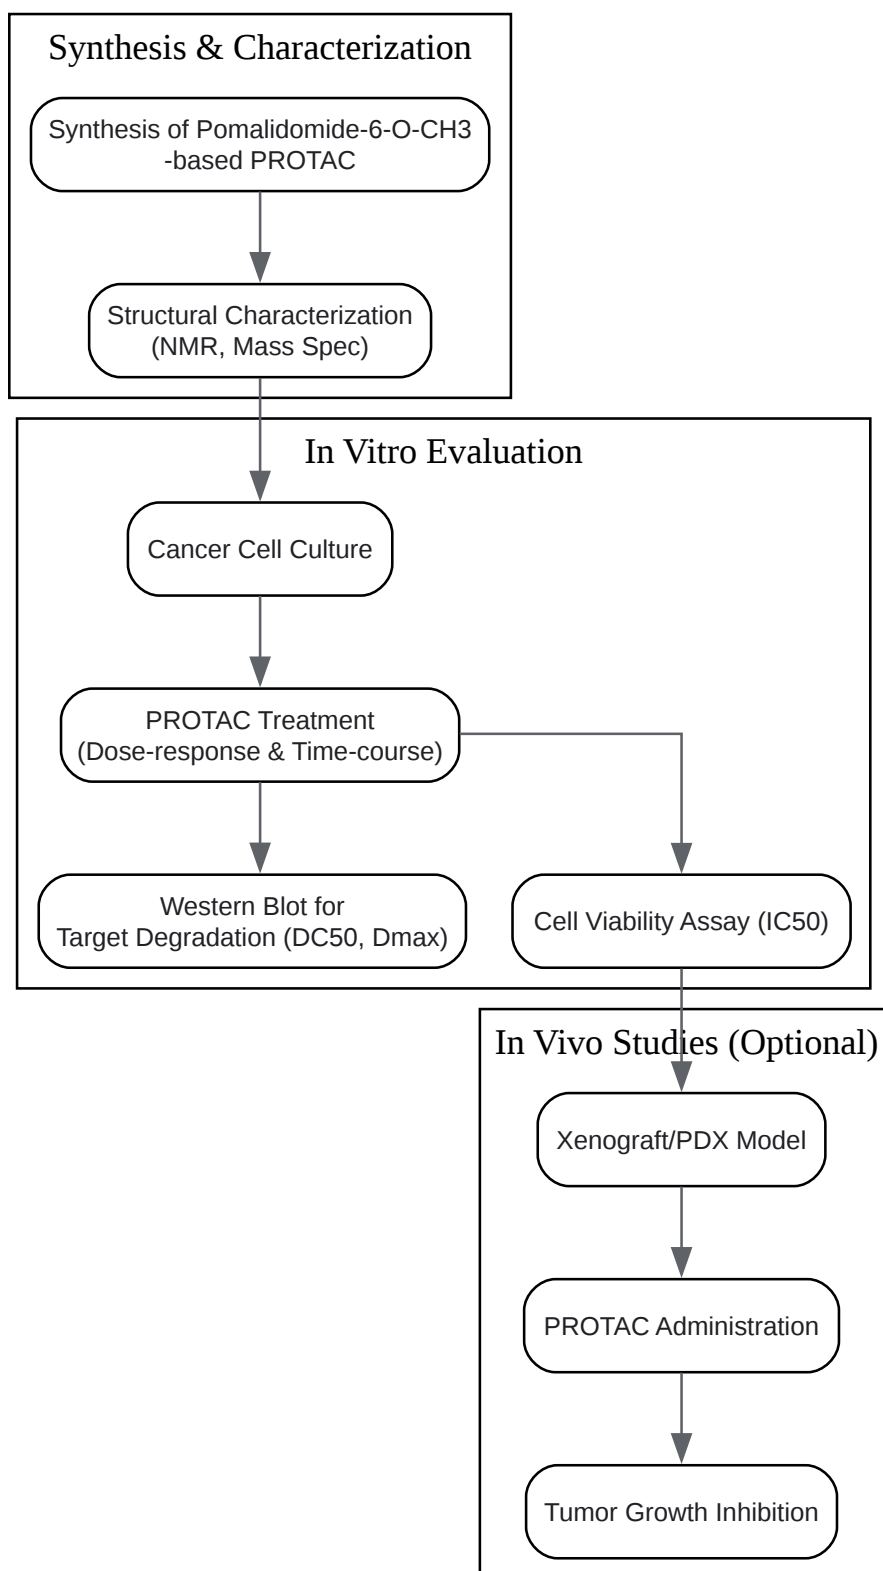 Synthesis & Characterization
Synthesis of Pomalidomide-6-O-CH3
-based PROTAC
Structural Characterization
(NMR, Mass Spec)
In Vitro Evaluation
Cancer Cell Culture
PROTAC Treatment
(Dose-response & Time-course)
Western Blot for
Target Degradation (DC50, Dmax)
Cell Viability Assay (IC50)
In Vivo Studies (Optional)
Xenograft/PDX Model
PROTAC Administration
Tumor Growth Inhibition